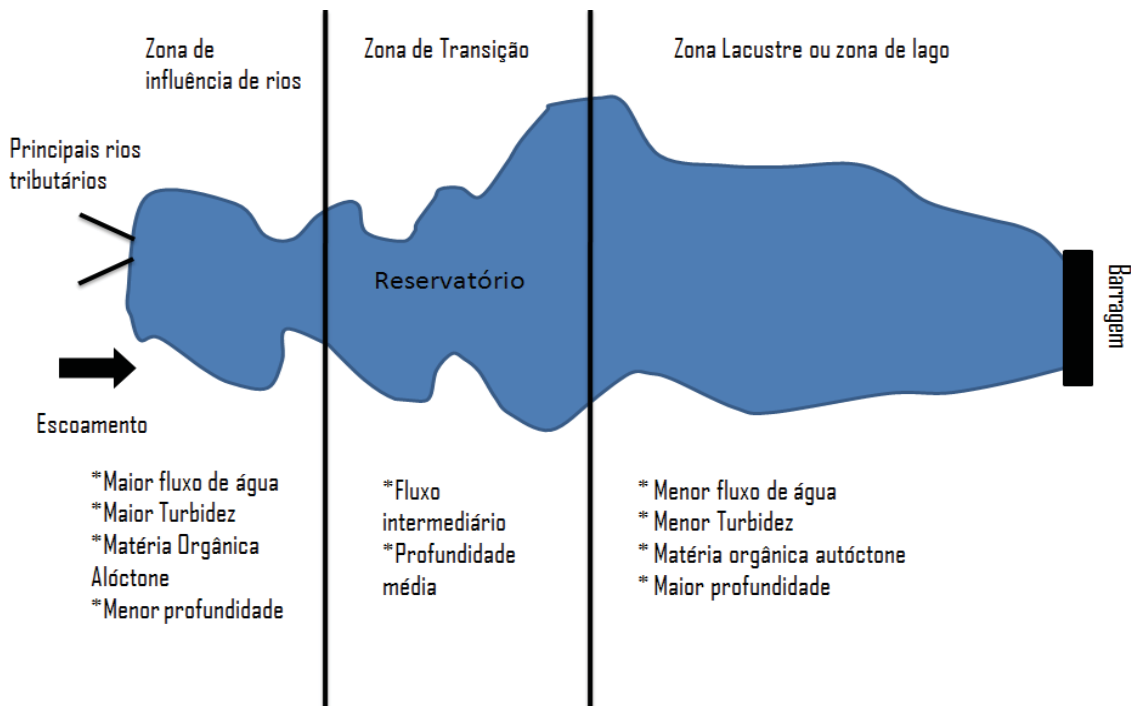 Zona de
influência de rios
Zona de Transição
Zona Lacustre ou zona de lago
Principais rios
tributários
Reservatório
Barragem
Escoamento
*Maior fluxo de água
*Maior Turbidez
*Matéria Orgânica
Alóctone
*Menor profundidade
*Fluxo
intermediário
*Profundidade
média
* Menor fluxo de água
* Menor Turbidez
* Matéria orgânica autóctone
* Maior profundidade